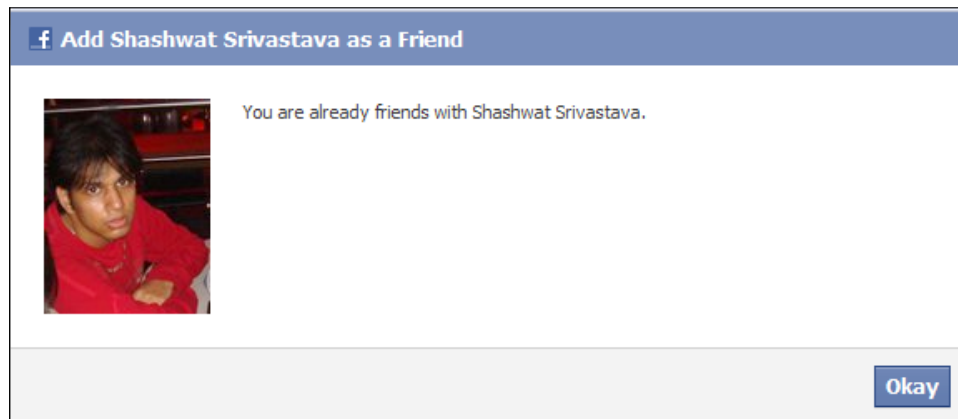 Add Shashwat Srivastava as a Friend
You are already friends with Shashwat Srivastava.
Okay